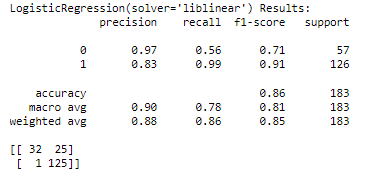 LogisticRegression(solver='liblinear') Results:
precision recall f1-score support
0 0.97 0.56 0.71 57
1 0.83 0.99 0.91 126
accuracy 0.86 183
macro avg 0.90 0.78 0.81 183
weighted avg 0.88 0.86 0.85 183
[[ 32 25]
[ 1 125]]